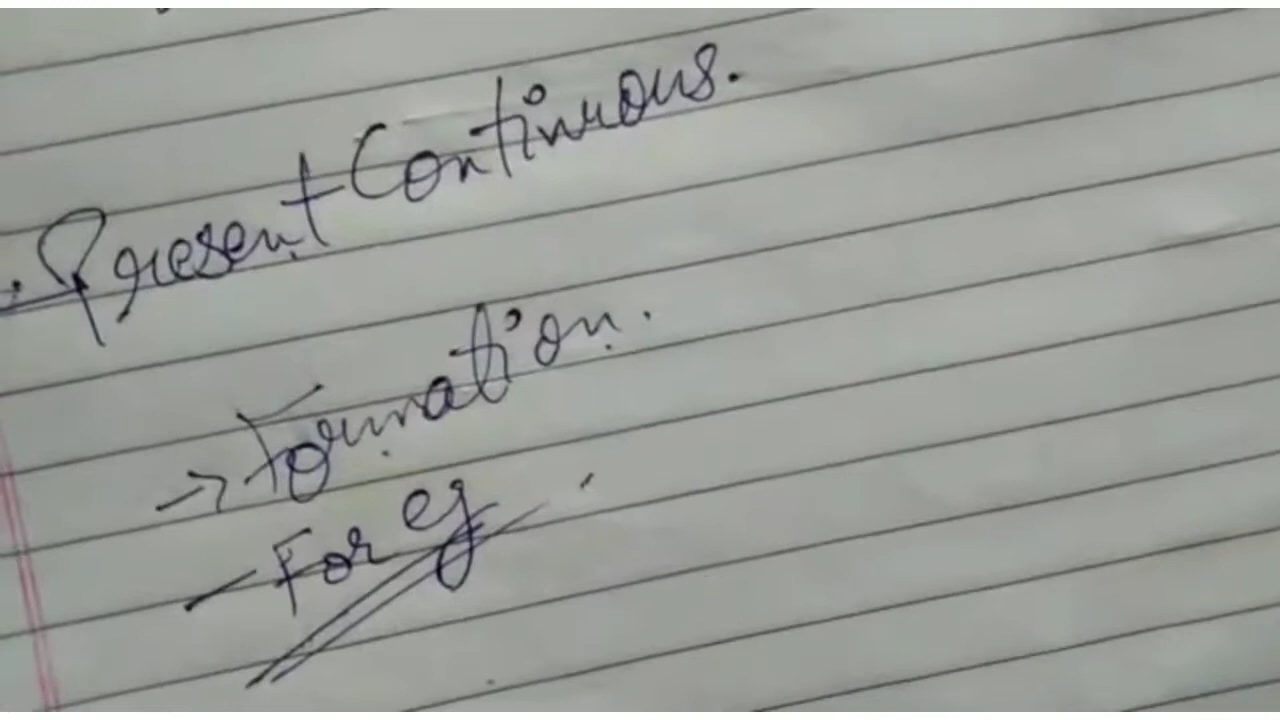 . Present Continuous.
→ Formation.
- For eg